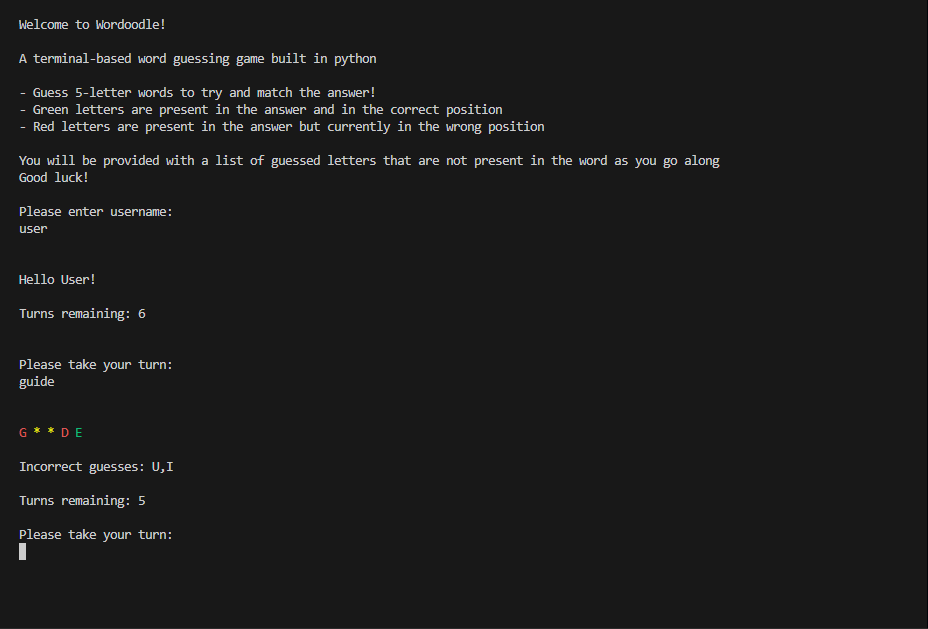 Welcome to Wordoodle!
A terminal-based word guessing game built in python
- Guess 5-letter words to try and match the answer!
- Green letters are present in the answer and in the correct position
- Red letters are present in the answer but currently in the wrong position
You will be provided with a list of guessed letters that are not present in the word as you go along
Good luck!
Please enter username:
user
Hello User!
Turns remaining: 6
Please take your turn:
guide
G * * D E
Incorrect guesses: U,I
Turns remaining: 5
Please take your turn: